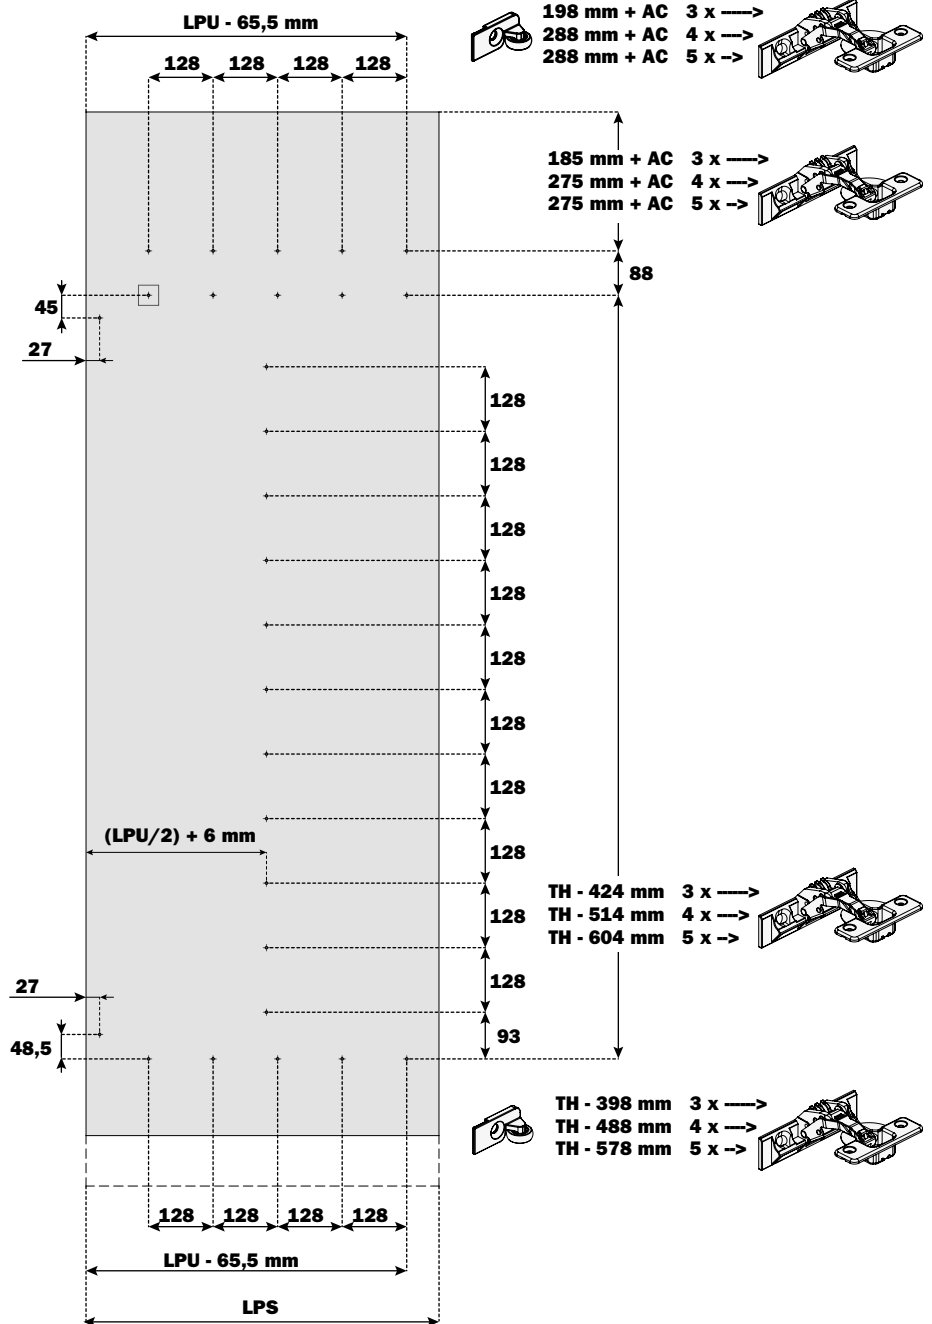 LPU - 65,5 mm
198 mm + AC 3 x ------>
288 mm + AC 4 x ---->
288 mm + AC 5 x -->
128 128 128 128
185 mm + AC 3 x ------>
275 mm + AC 4 x ---->
275 mm + AC 5 x -->
88
45
27
128
128
128
128
128
128
128
(LPU/2) + 6 mm
128
TH - 424 mm 3 x ------>
TH - 514 mm 4 x ---->
TH - 604 mm 5 x -->
128
128
27
93
48,5
TH - 398 mm 3 x ------>
TH - 488 mm 4 x ---->
TH - 578 mm 5 x -->
128 128 128 128
LPU - 65,5 mm
LPS